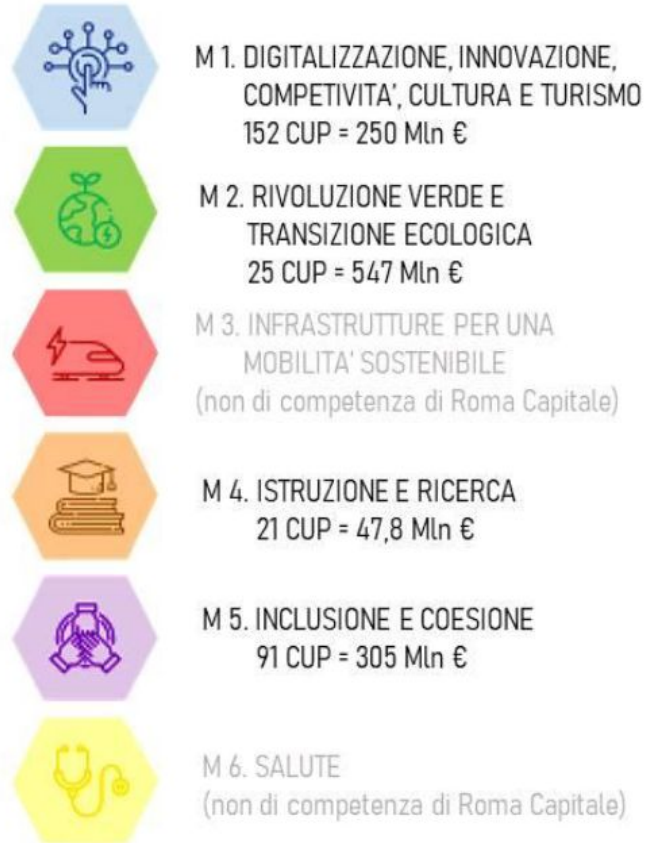 M 1. DIGITALIZZAZIONE, INNOVAZIONE,
COMPETIVITA', CULTURA E TURISMO
152 CUP = 250 Mln €
M 2. RIVOLUZIONE VERDE E
TRANSIZIONE ECOLOGICA
25 CUP = 547 Mln €
M 3. INFRASTRUTTURE PER UNA
MOBILITA' SOSTENIBILE
(non di competenza di Roma Capitale)
M 4. ISTRUZIONE E RICERCA
21 CUP = 47,8 Mln €
M 5. INCLUSIONE E COESIONE
91 CUP = 305 Mln €
M 6. SALUTE
(non di competenza di Roma Capitale)